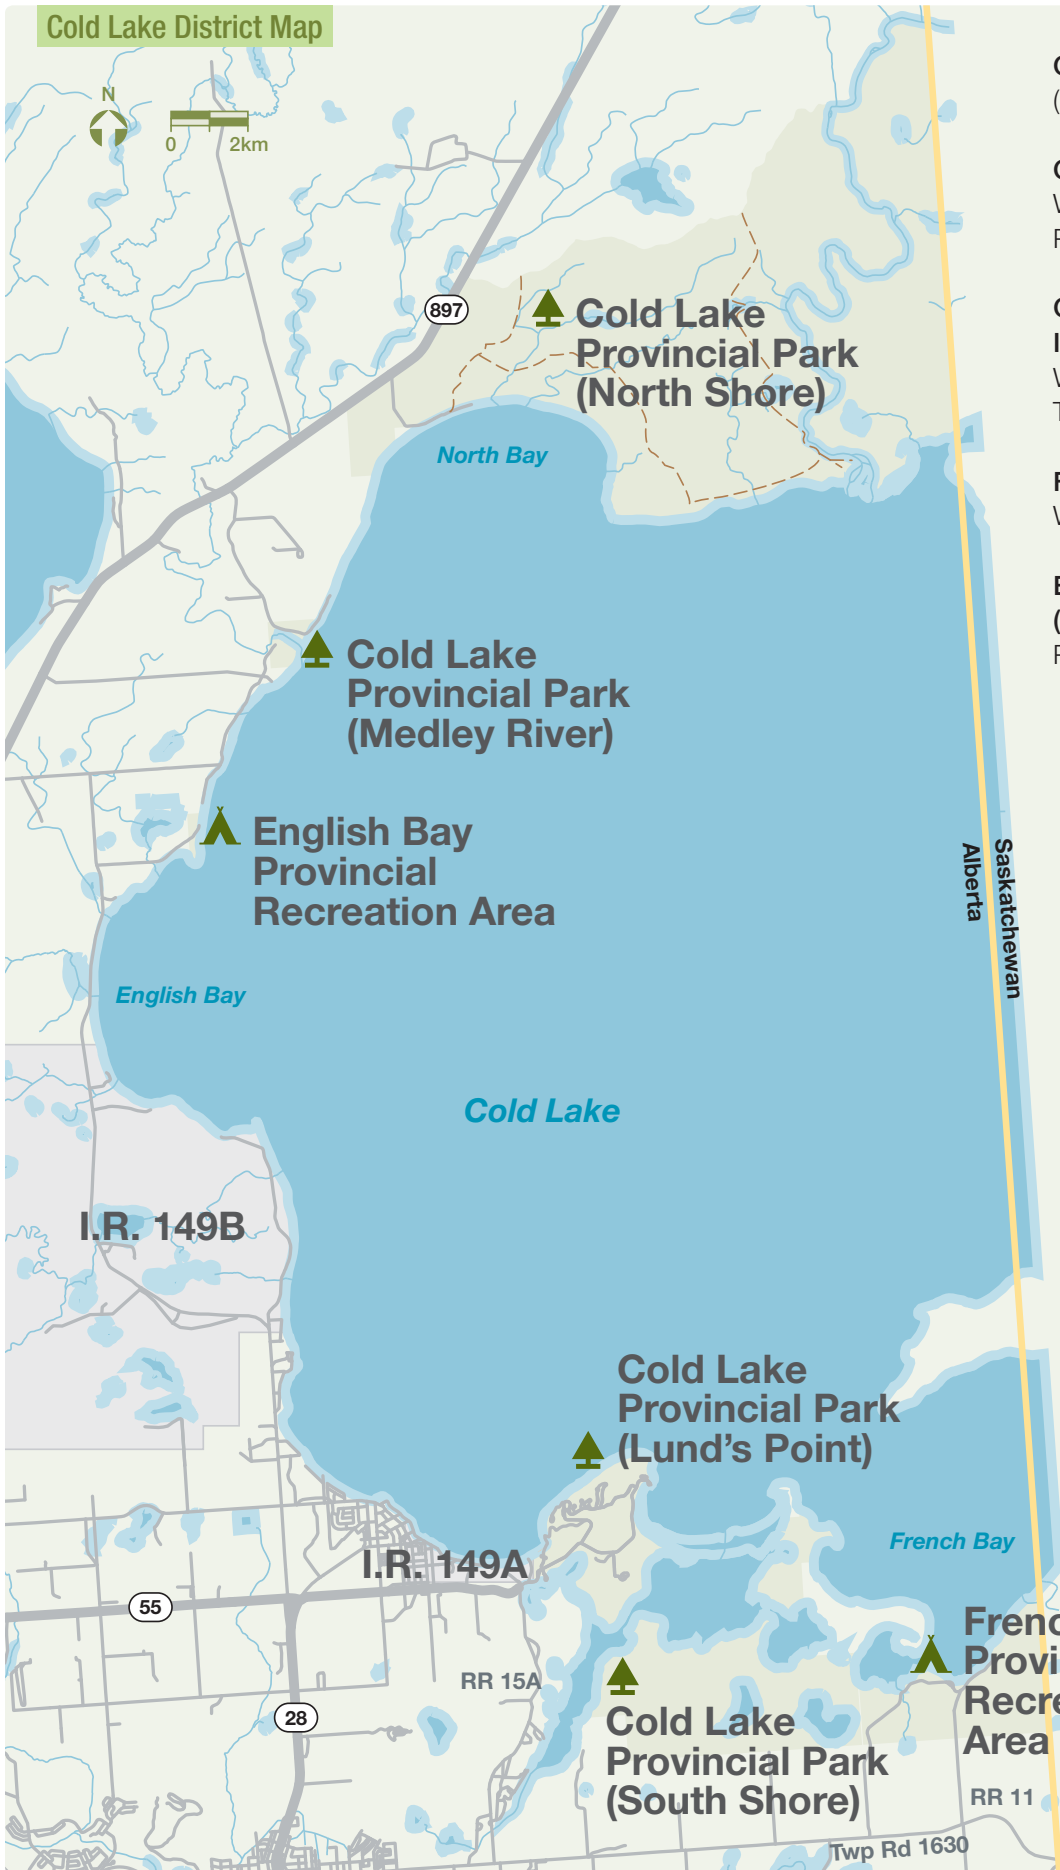 Cold Lake District Map
N
0 2km
897
Cold Lake
Provincial Park
(North Shore)
North Bay
Cold Lake
Provincial Park
(Medley River)
English Bay
Provincial
Recreation Area
Alberta
Saskatchewan
English Bay
Cold Lake
I.R. 149B
Cold Lake
Provincial Park
(Lund's Point)
French Bay
I.R. 149A
55
RR 15A
28
Cold Lake
Provincial Park
(South Shore)
Area
RR 11
Twp Rd 1630